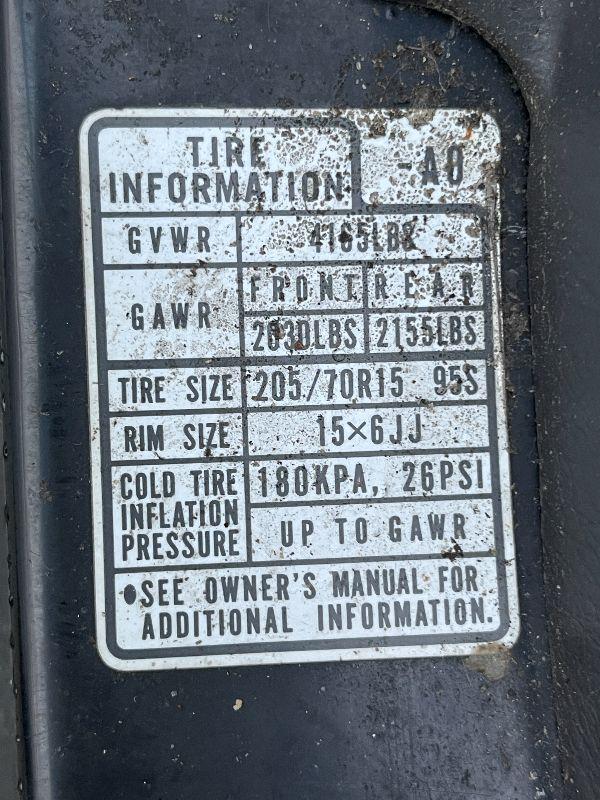 TIRE
INFORMATION
-A0
GVWR 4165LBS
GAWR FRONT REAR
2030LBS 2155LBS
TIRE SIZE 205/70R15 95S
RIM SIZE 15×6JJ
COLD TIRE
INFLATION
PRESSURE
180KPA, 26PSI
UP TO GAWR
•SEE OWNER'S MANUAL FOR
ADDITIONAL INFORMATION.